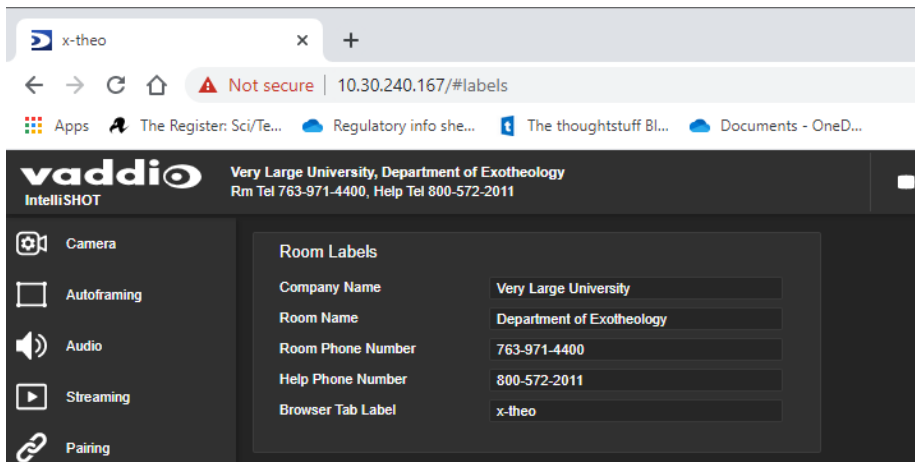 x-theo
Not secure | 10.30.240.167/#labels
Apps The Register: Sci/Te... Regulatory info she... The thoughtstuff Bl... Documents - OneD...
vaddio
IntelliSHOT
Very Large University, Department of Exotheology
Rm Tel 763-971-4400, Help Tel 800-572-2011
Camera
Autoframing
Audio
Streaming
Pairing
Room Labels
Company Name Very Large University
Room Name Department of Exotheology
Room Phone Number 763-971-4400
Help Phone Number 800-572-2011
Browser Tab Label x-theo